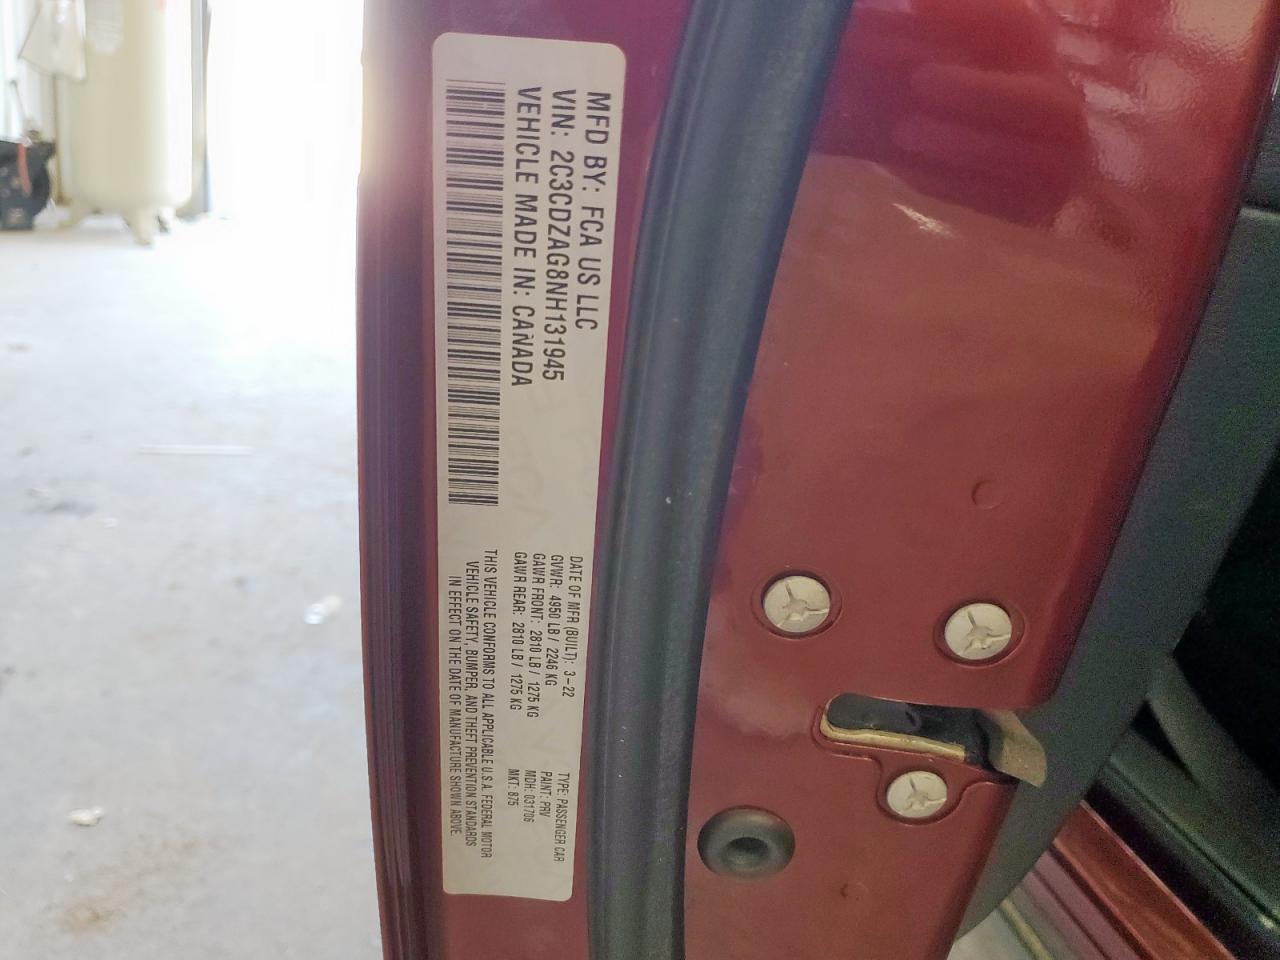 MFD BY: FCA US LLC
VIN: 2C3CDZAG8NH131945
VEHICLE MADE IN: CANADA
DATE OF MFR (BUILT): 3-22
GVWR: 4950 LB / 2246 KG
GAWR FRONT: 2810 LB / 1275 KG
GAWR REAR: 2810 LB / 1275 KG
TYPE: PASSENGER CAR
PAINT: PRV
MDH: 031706
MKT: 875
THIS VEHICLE CONFORMS TO ALL APPLICABLE U.S.A. FEDERAL MOTOR
VEHICLE SAFETY, BUMPER, AND THEFT PREVENTION STANDARDS
IN EFFECT ON THE DATE OF MANUFACTURE SHOWN ABOVE.